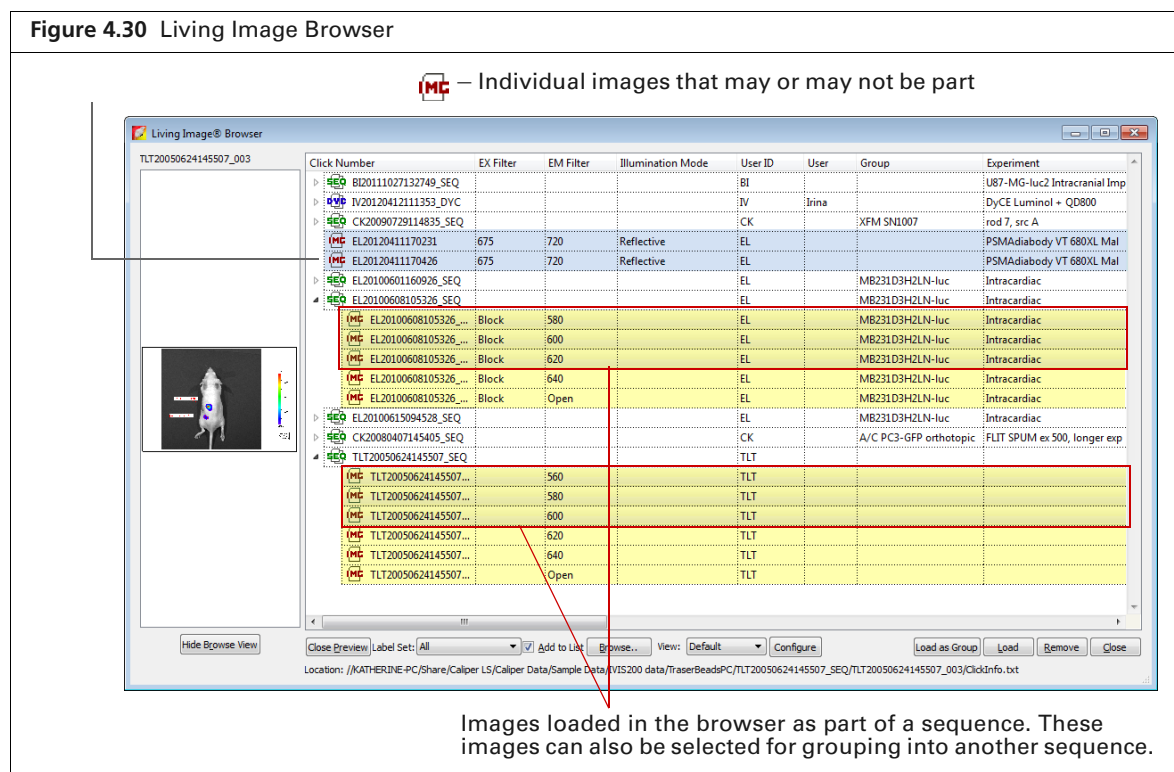 Figure 4.30 Living Image Browser
IMG – Individual images that may or may not be part
Living Image® Browser
TLT20050624145507_003
Click Number EX Filter EM Filter Illumination Mode User ID User Group Experiment
SEQ BI20111027132749_SEQ BI U87-MG-luc2 Intracranial Imp
DYC IV20120412111353_DYC IV Irina DyCE Luminol + QD800
SEQ CK20090729114835_SEQ CK XFM SN1007 rod 7, src A
IMG EL20120411170231 675 720 Reflective EL PSMAdiabody VT 680XL Mal
IMG EL20120411170426 675 720 Reflective EL PSMAdiabody VT 680XL Mal
SEQ EL20100601160926_SEQ EL MB231D3H2LN-luc Intracardiac
SEQ EL20100608105326_SEQ EL MB231D3H2LN-luc Intracardiac
IMG EL20100608105326_... Block 580 EL MB231D3H2LN-luc Intracardiac
IMG EL20100608105326_... Block 600 EL MB231D3H2LN-luc Intracardiac
IMG EL20100608105326_... Block 620 EL MB231D3H2LN-luc Intracardiac
IMG EL20100608105326_... Block 640 EL MB231D3H2LN-luc Intracardiac
IMG EL20100608105326_... Block Open EL MB231D3H2LN-luc Intracardiac
SEQ EL20100615094528_SEQ EL MB231D3H2LN-luc Intracardiac
SEQ CK20080407145405_SEQ CK A/C PC3-GFP orthotopic FLIT SPUM ex 500, longer exp
SEQ TLT20050624145507_SEQ TLT
IMG TLT20050624145507... 560 TLT
IMG TLT20050624145507... 580 TLT
IMG TLT20050624145507... 600 TLT
IMG TLT20050624145507... 620 TLT
IMG TLT20050624145507... 640 TLT
IMG TLT20050624145507... Open TLT
Hide Browse View Close Preview Label Set: All Add to List Browse.. View: Default Configure Load as Group Load Remove Close
Location: //KATHERINE-PC/Share/Caliper LS/Caliper Data/Sample Data/IVIS200 data/TraserBeadsPC/TLT20050624145507_SEQ/TLT20050624145507_003/ClickInfo.txt
Images loaded in the browser as part of a sequence. These
images can also be selected for grouping into another sequence.